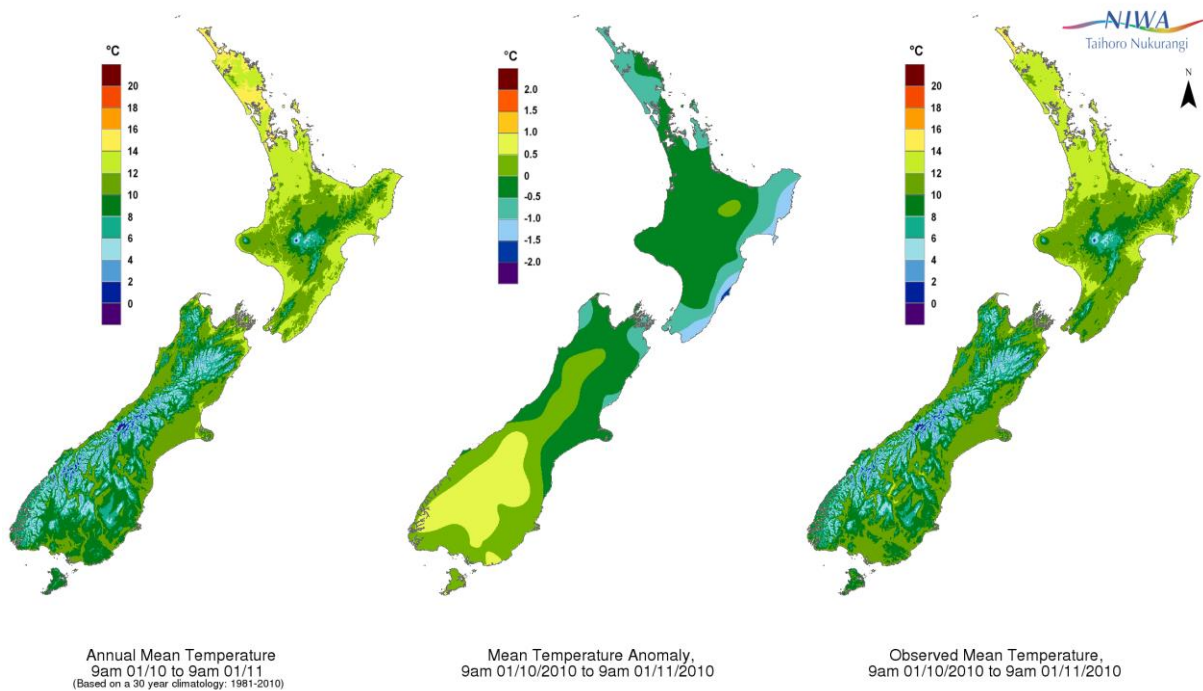 NIWA
Taihoro Nukurangi
N
°C
20
18
16
14
12
10
8
6
4
2
0
°C
2.0
1.5
1.0
0.5
0
-0.5
-1.0
-1.5
-2.0
°C
20
18
16
14
12
10
8
6
4
2
0
Annual Mean Temperature
9am 01/10 to 9am 01/11
(Based on a 30 year climatology: 1981-2010)
Mean Temperature Anomaly,
9am 01/10/2010 to 9am 01/11/2010
Observed Mean Temperature,
9am 01/10/2010 to 9am 01/11/2010